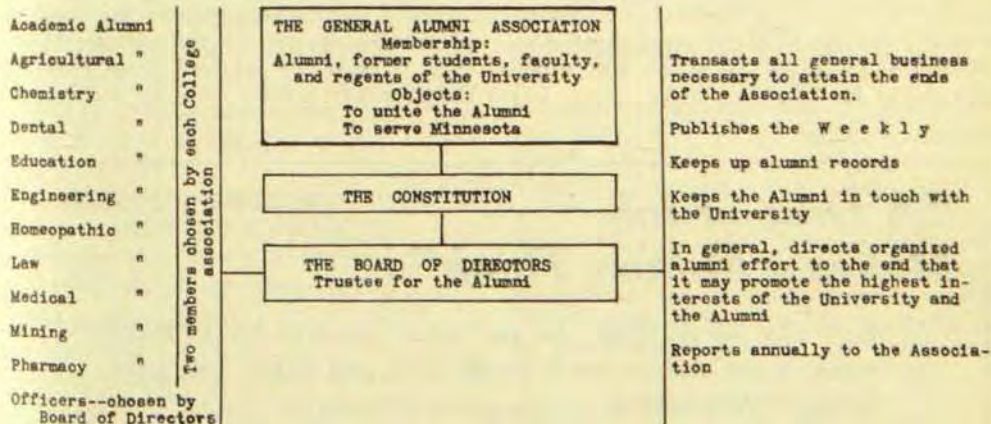 Academic Alumni
Agricultural "
Chemistry "
Dental "
Education "
Engineering "
Homeopathic "
Law "
Medical "
Mining "
Pharmacy "
Officers--chosen by
Board of Directors
Two members chosen by each College
association
THE GENERAL ALUMNI ASSOCIATION
Membership:
Alumni, former students, faculty,
and regents of the University
Objects:
To unite the Alumni
To serve Minnesota
THE CONSTITUTION
THE BOARD OF DIRECTORS
Trustee for the Alumni
Transacts all general business
necessary to attain the ends
of the Association.
Publishes the W e e k l y
Keeps up alumni records
Keeps the Alumni in touch with
the University
In general, directs organized
alumni effort to the end that
it may promote the highest in-
terests of the University and
the Alumni
Reports annually to the Associa-
tion